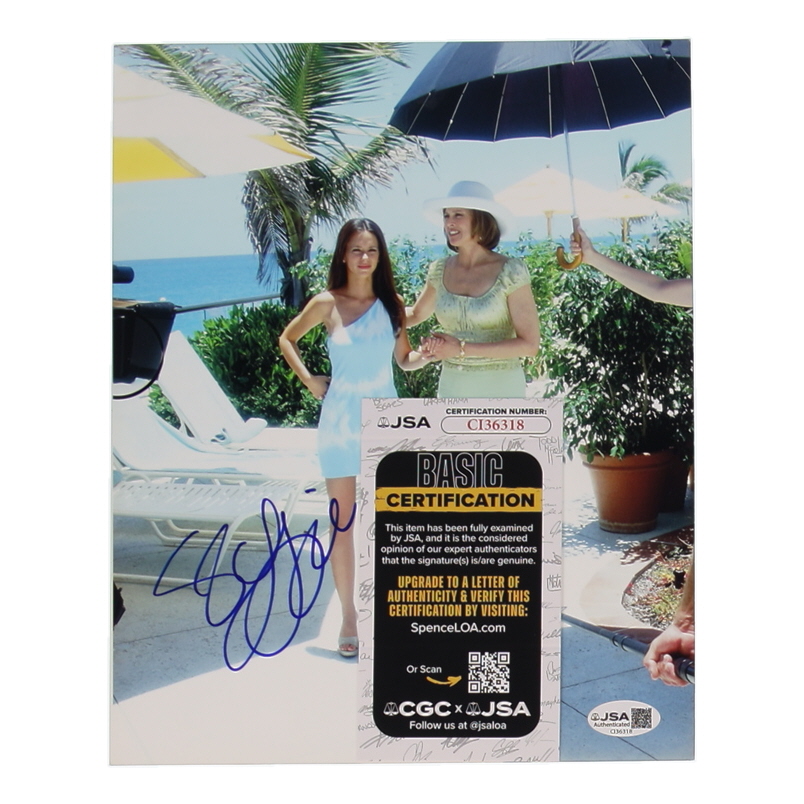 JSA
CERTIFICATION NUMBER:
CI36318
BASIC
CERTIFICATION
This item has been fully examined
by JSA, and it is the considered
opinion of our expert authenticators
that the signature(s) is/are genuine.
UPGRADE TO A LETTER OF
AUTHENTICITY & VERIFY THIS
CERTIFICATION BY VISITING:
SpenceLOA.com
Or Scan
CGC x JSA
Follow us at @jsaloa
JSA
Authenticated
CI36318